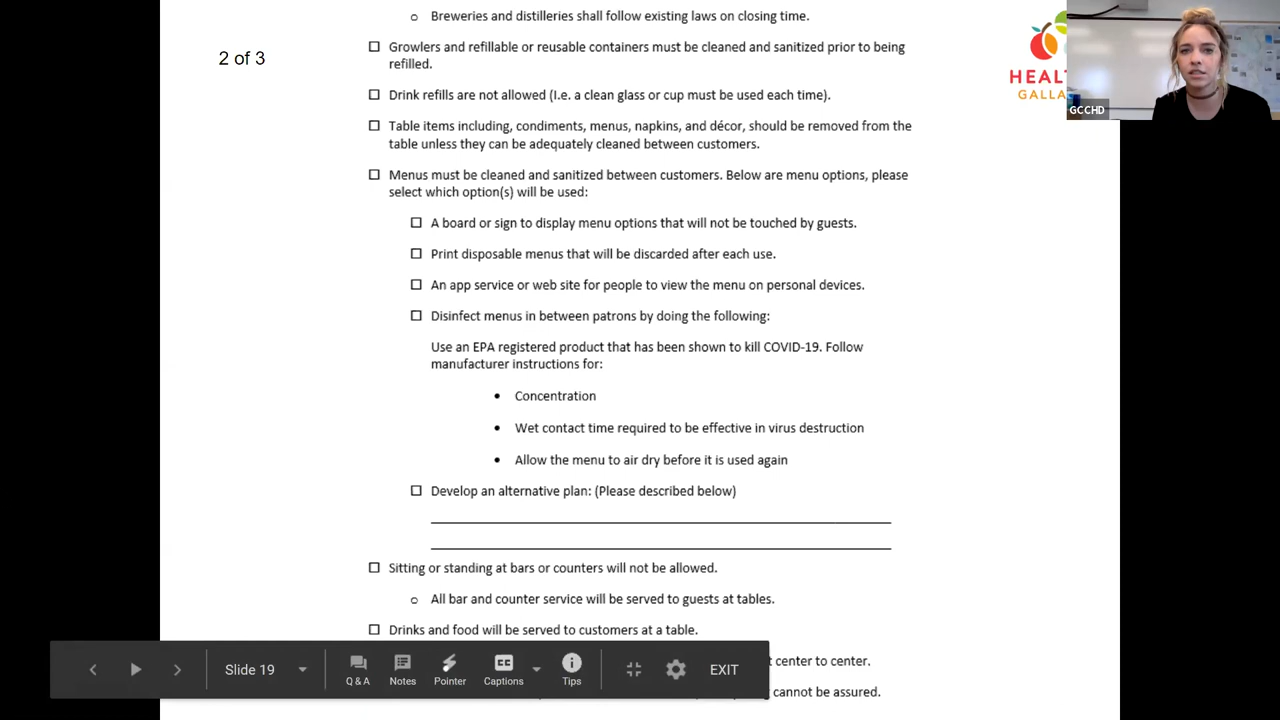 Breweries and distilleries shall follow existing laws on closing time.
2 of 3
Growlers and refillable or reusable containers must be cleaned and sanitized prior to being
refilled.
HEAL
GALLA
GCCHD
Drink refills are not allowed (I.e. a clean glass or cup must be used each time).
Table items including, condiments, menus, napkins, and décor, should be removed from the
table unless they can be adequately cleaned between customers.
Menus must be cleaned and sanitized between customers. Below are menu options, please
select which option(s) will be used:
A board or sign to display menu options that will not be touched by guests.
Print disposable menus that will be discarded after each use.
An app service or web site for people to view the menu on personal devices.
Disinfect menus in between patrons by doing the following:
Use an EPA registered product that has been shown to kill COVID-19. Follow
manufacturer instructions for:
Concentration
Wet contact time required to be effective in virus destruction
Allow the menu to air dry before it is used again
Develop an alternative plan: (Please described below)
Sitting or standing at bars or counters will not be allowed.
All bar and counter service will be served to guests at tables.
Drinks and food will be served to customers at a table.
t center to center.
cannot be assured.
Slide 19
Q & A
Notes
Pointer
CC
Captions
Tips
EXIT